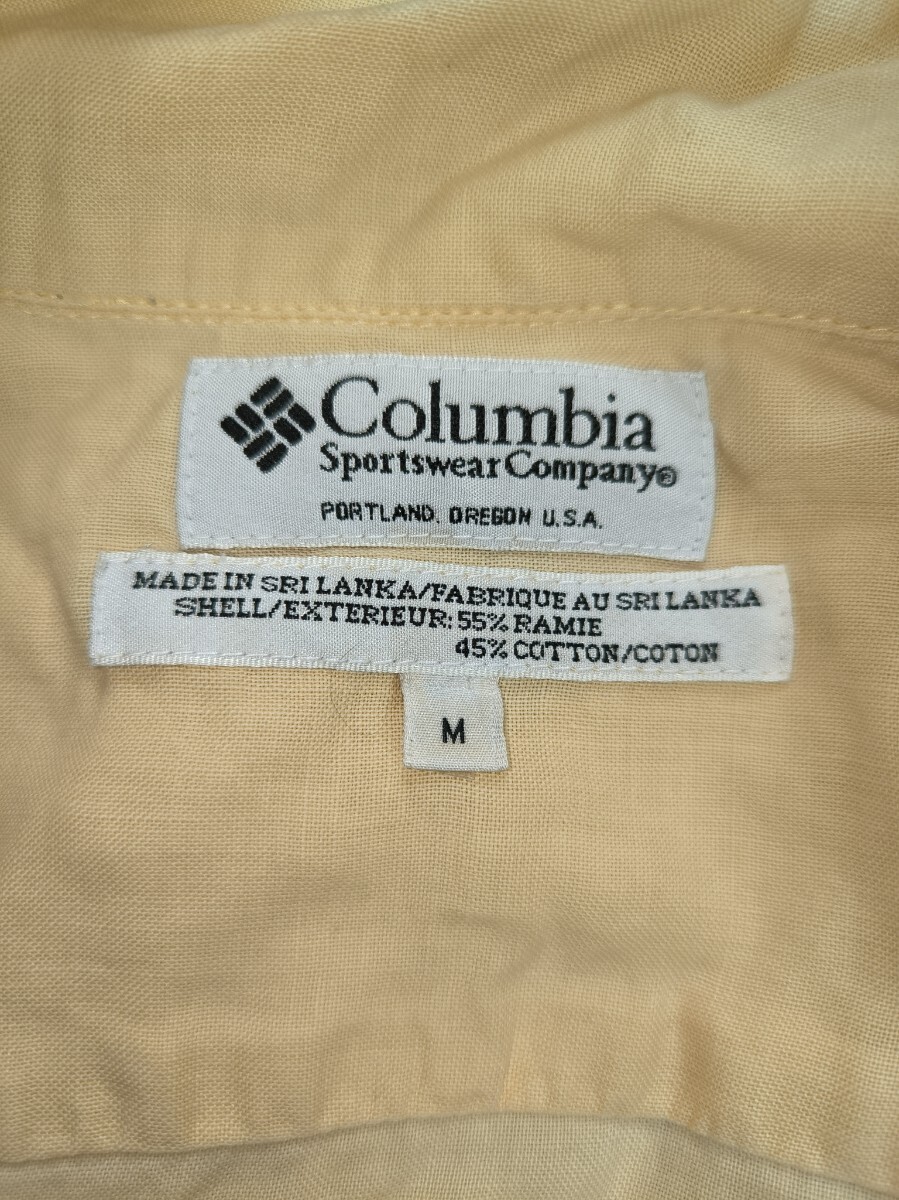 Columbia
Sportswear Company®
PORTLAND, OREGON U.S.A.
MADE IN SRI LANKA/FABRIQUE AU SRI LANKA
SHELL/EXTERIEUR: 55% RAMIE
45% COTTON/COTON
M